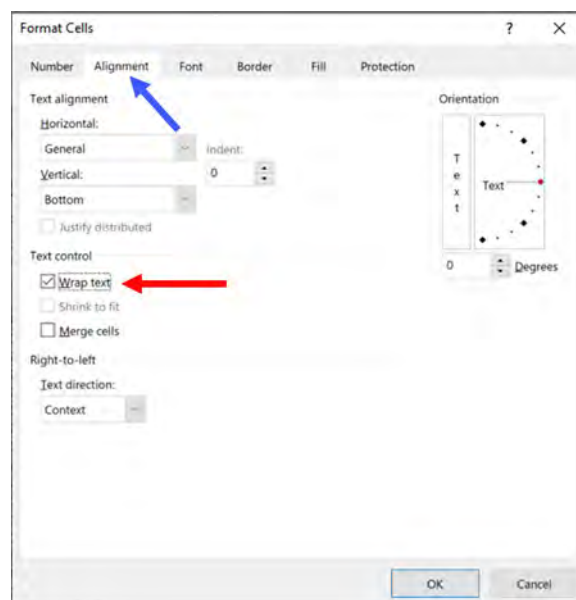 Format Cells ? ×
Number Alignment Font Border Fill Protection
Text alignment
Horizontal:
General
Indent:
Vertical:
0
Bottom
Justify distributed
Text control
Wrap text
Shrink to fit
Merge cells
Right-to-left
Text direction:
Context
Orientation
Text
Text
0 Degrees
OK Cancel